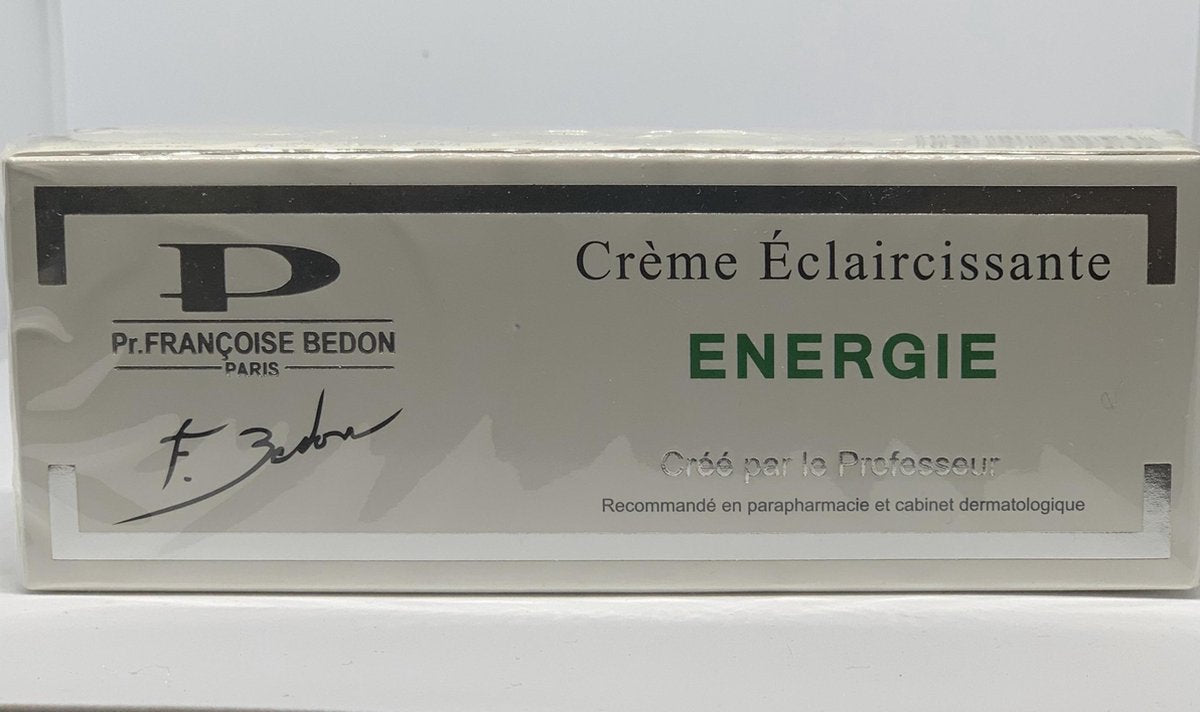 P
Pr.FRANÇOISE BEDON
PARIS
F. Bedon
Crème Éclaircissante
ENERGIE
Créé par le Professeur
Recommandé en parapharmacie et cabinet dermatologique